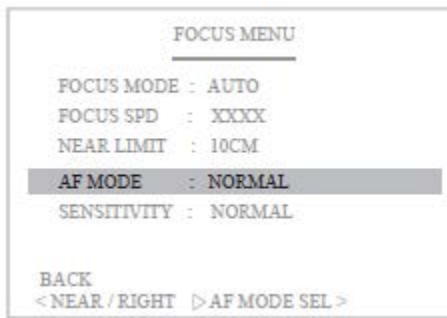 FOCUS MENU
FOCUS MODE : AUTO
FOCUS SPD : XXXX
NEAR LIMIT : 10CM
AF MODE : NORMAL
SENSITIVITY : NORMAL
BACK
< NEAR / RIGHT ▷ AF MODE SEL >